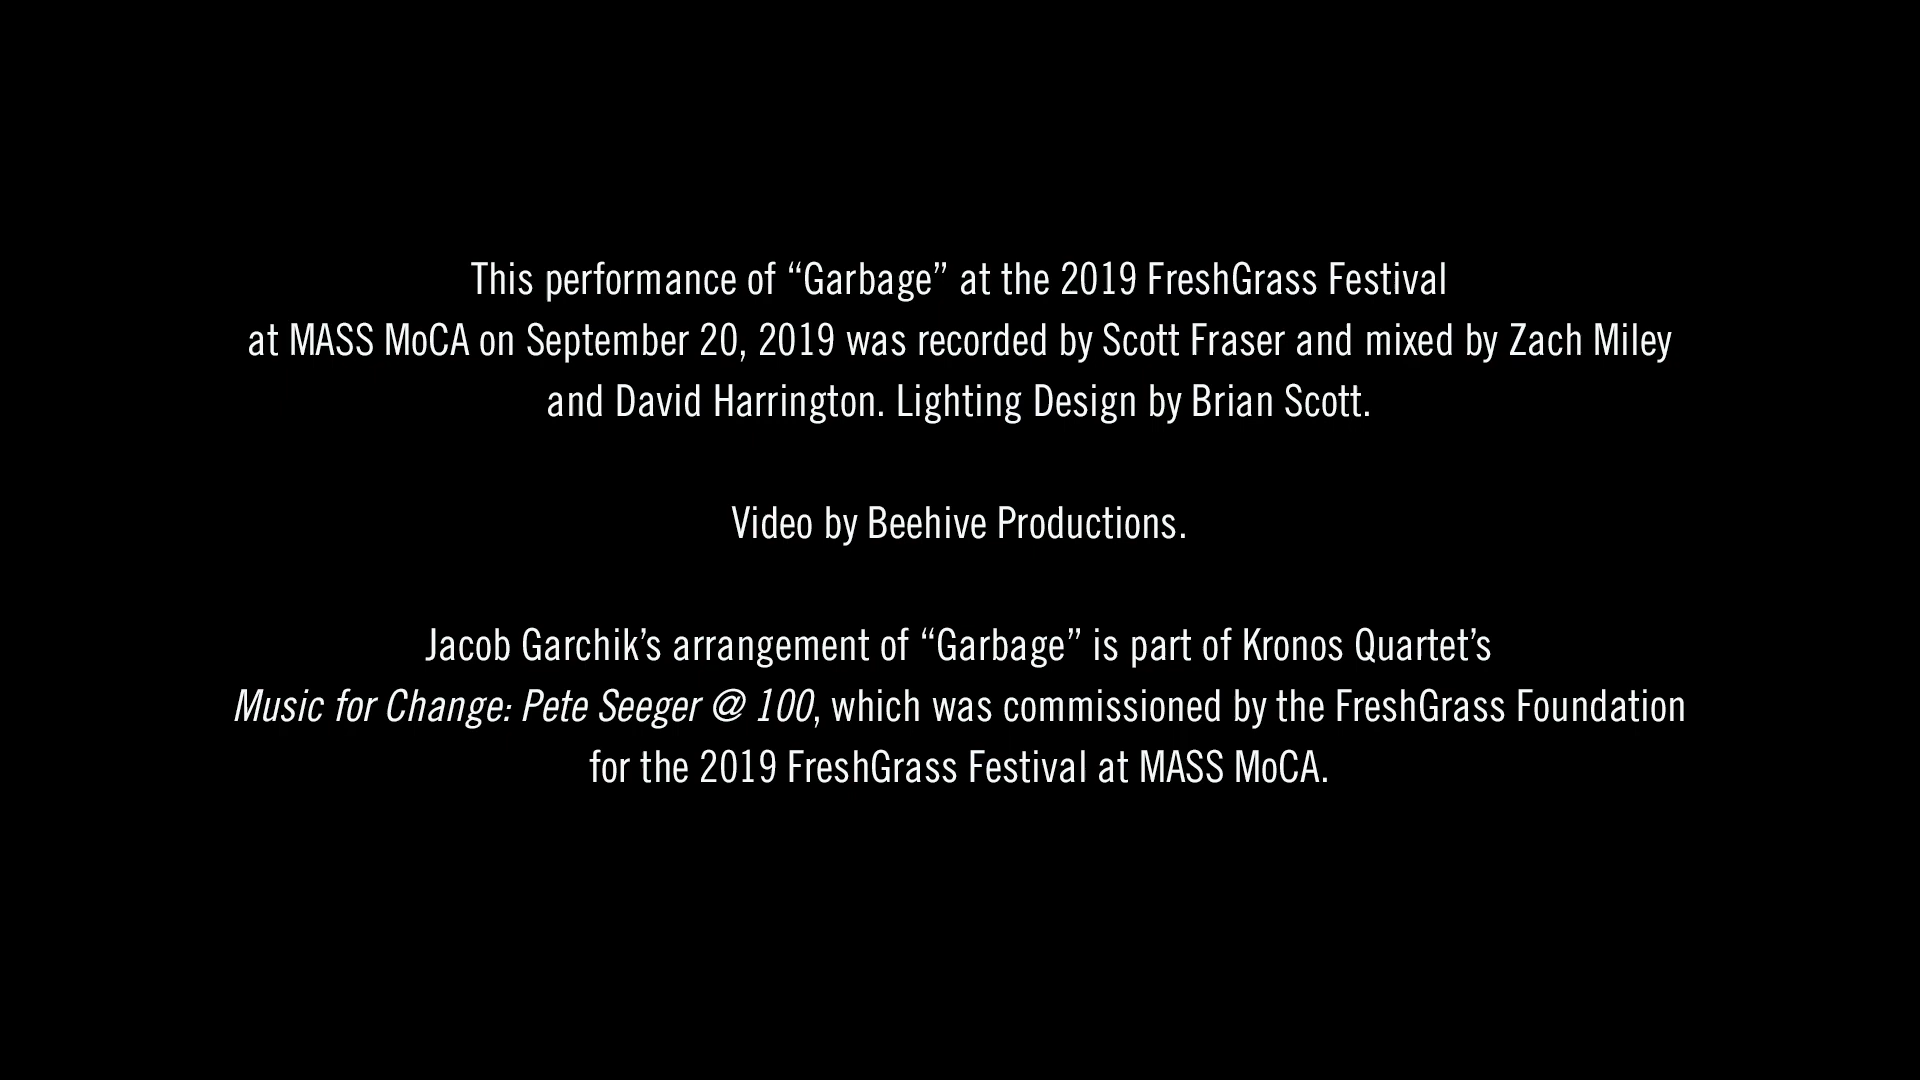 This performance of “Garbage” at the 2019 FreshGrass Festival
at MASS MoCA on September 20, 2019 was recorded by Scott Fraser and mixed by Zach Miley
and David Harrington. Lighting Design by Brian Scott.
Video by Beehive Productions.
Jacob Garchik’s arrangement of “Garbage” is part of Kronos Quartet’s
Music for Change: Pete Seeger @ 100, which was commissioned by the FreshGrass Foundation
for the 2019 FreshGrass Festival at MASS MoCA.